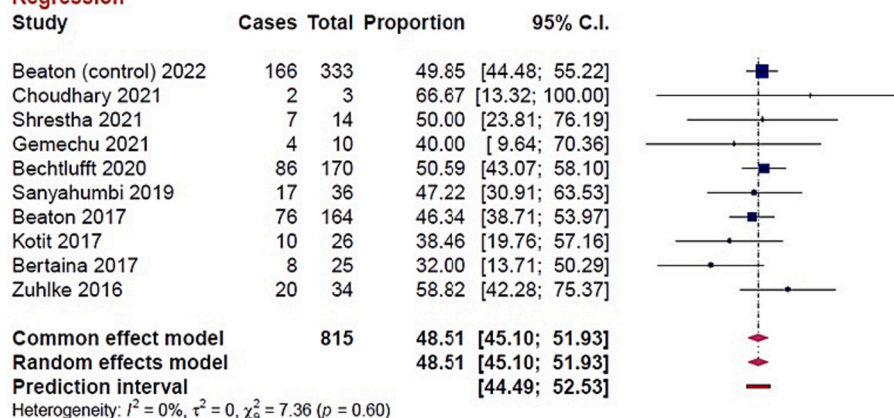 Regression
Study Cases Total Proportion 95% C.I.
Beaton (control) 2022 166 333 49.85 [44.48; 55.22]
Choudhary 2021 2 3 66.67 [13.32; 100.00]
Shrestha 2021 7 14 50.00 [23.81; 76.19]
Gemechu 2021 4 10 40.00 [ 9.64; 70.36]
Bechtlufft 2020 86 170 50.59 [43.07; 58.10]
Sanyahumbi 2019 17 36 47.22 [30.91; 63.53]
Beaton 2017 76 164 46.34 [38.71; 53.97]
Kotit 2017 10 26 38.46 [19.76; 57.16]
Bertaina 2017 8 25 32.00 [13.71; 50.29]
Zuhlke 2016 20 34 58.82 [42.28; 75.37]
Common effect model 815 48.51 [45.10; 51.93]
Random effects model 48.51 [45.10; 51.93]
Prediction interval [44.49; 52.53]
Heterogeneity: I² = 0%, τ² = 0, χ²₉ = 7.36 (p = 0.60)